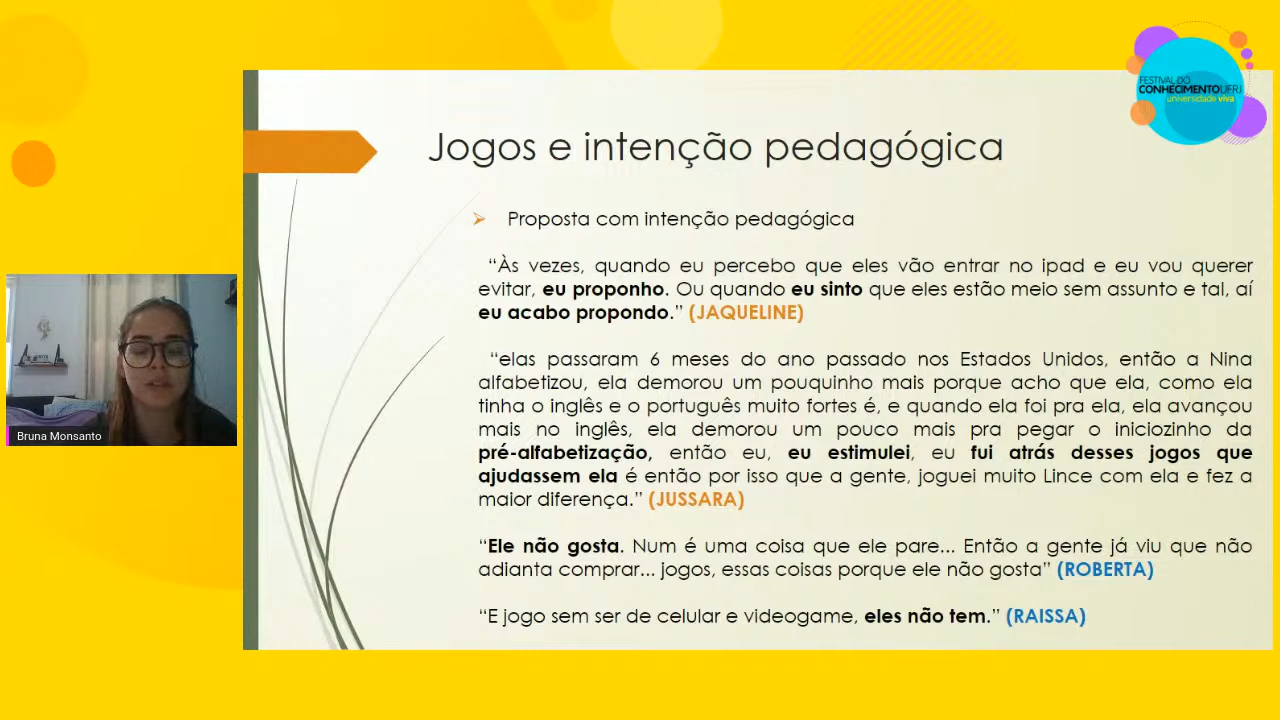 FESTIVAL DO
CONHECIMENTO UFRJ
universidade viva
Jogos e intenção pedagógica
Proposta com intenção pedagógica
“Às vezes, quando eu percebo que eles vão entrar no ipad e eu vou querer
evitar, eu proponho. Ou quando eu sinto que eles estão meio sem assunto e tal, aí
eu acabo propondo.” (JAQUELINE)
“elas passaram 6 meses do ano passado nos Estados Unidos, então a Nina
alfabetizou, ela demorou um pouquinho mais porque acho que ela, como ela
tinha o inglês e o português muito fortes é, e quando ela foi pra ela, ela avançou
mais no inglês, ela demorou um pouco mais pra pegar o iniciozinho da
pré-alfabetização, então eu, eu estimulei, eu fui atrás desses jogos que
ajudassem ela é então por isso que a gente, joguei muito Lince com ela e fez a
maior diferença.” (JUSSARA)
“Ele não gosta. Num é uma coisa que ele pare... Então a gente já viu que não
adianta comprar... jogos, essas coisas porque ele não gosta” (ROBERTA)
“E jogo sem ser de celular e videogame, eles não tem.” (RAISSA)
Bruna Monsanto